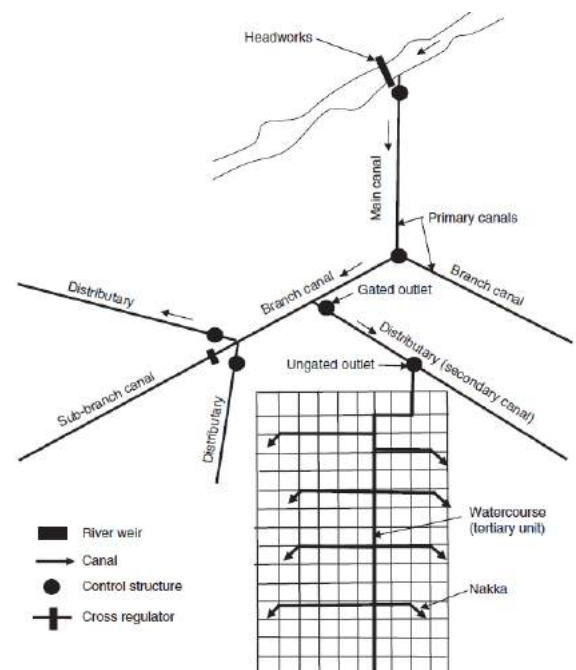 Headworks
Main canal
Primary canals
Branch canal
Branch canal
Gated outlet
Distributary
Distributary (secondary canal)
Ungated outlet
Sub-branch canal
Distributary
Watercourse
(tertiary unit)
Nakka
River weir
Canal
Control structure
Cross regulator